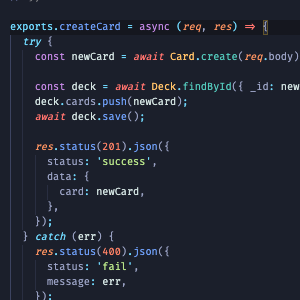 exports.createCard = async (req, res) => {
  try {
    const newCard = await Card.create(req.body)

    const deck = await Deck.findById({ _id: new
    deck.cards.push(newCard);
    await deck.save();

    res.status(201).json({
      status: 'success',
      data: {
        card: newCard,
      },
    });
  } catch (err) {
    res.status(400).json({
      status: 'fail',
      message: err,
    });